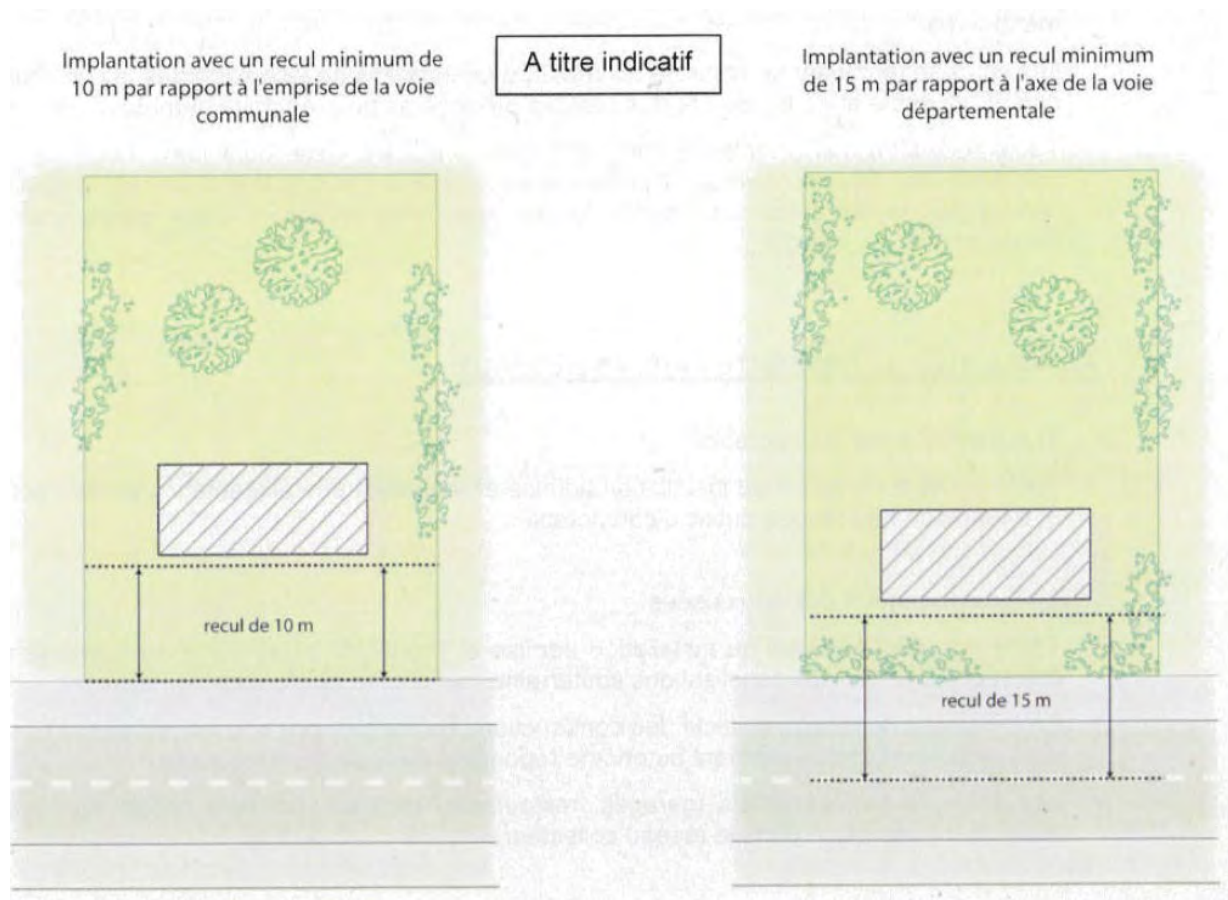 A titre indicatif
Implantation avec un recul minimum de
10 m par rapport à l'emprise de la voie
communale
recul de 10 m
Implantation avec un recul minimum
de 15 m par rapport à l'axe de la voie
départementale
recul de 15 m